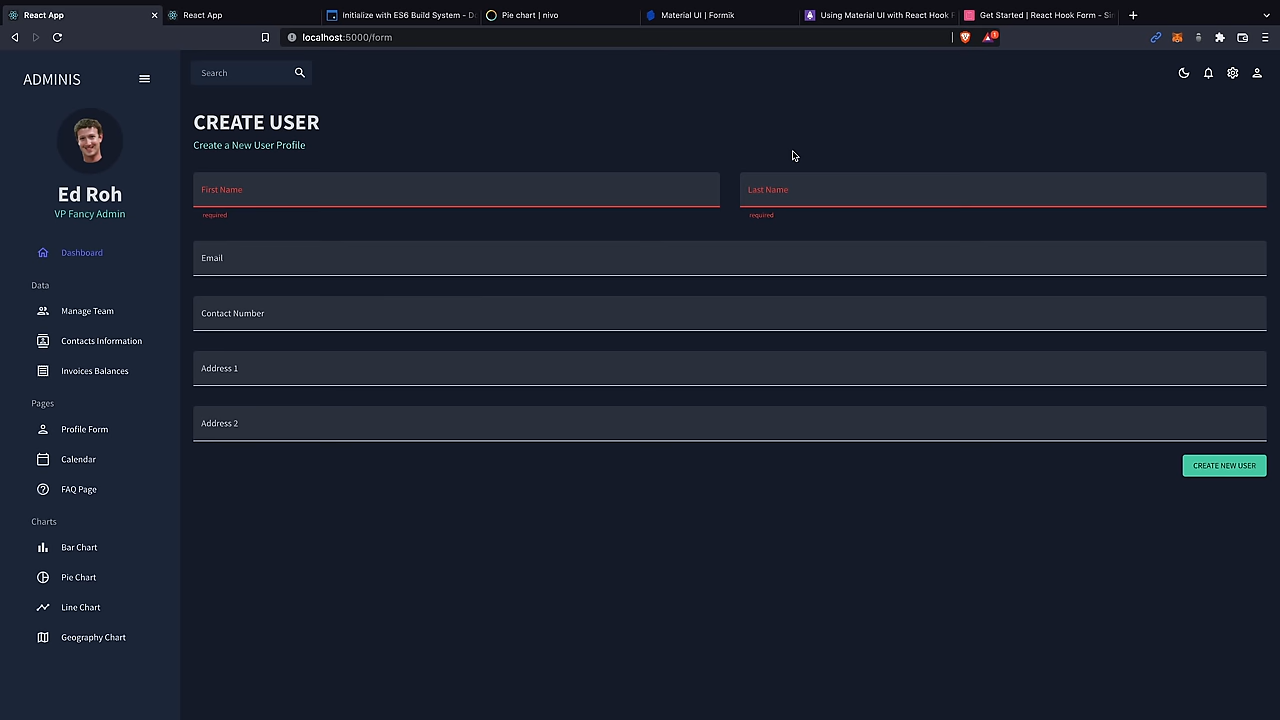 React App
React App
Initialize with ES6 Build System - D
Pie chart | nivo
Material UI | Formik
Using Material UI with React Hook F
Get Started | React Hook Form - Si
localhost:5000/form
1
ADMINIS
Search
Ed Roh
VP Fancy Admin
Dashboard
Data
Manage Team
Contacts Information
Invoices Balances
Pages
Profile Form
Calendar
FAQ Page
Charts
Bar Chart
Pie Chart
Line Chart
Geography Chart
CREATE USER
Create a New User Profile
First Name
Last Name
required
required
Email
Contact Number
Address 1
Address 2
CREATE NEW USER